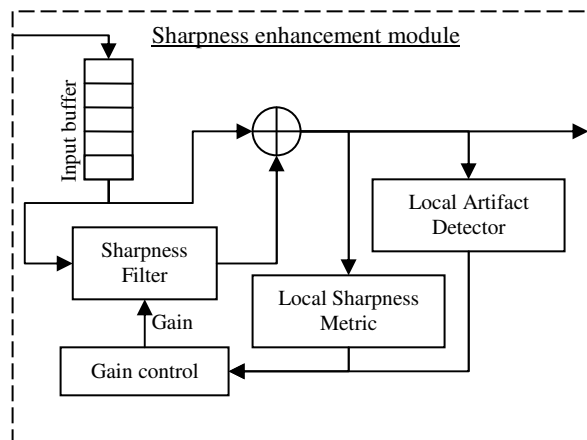 Sharpness enhancement module
Input buffer
Local Artifact
Detector
Sharpness
Filter
Local Sharpness
Metric
Gain
Gain control